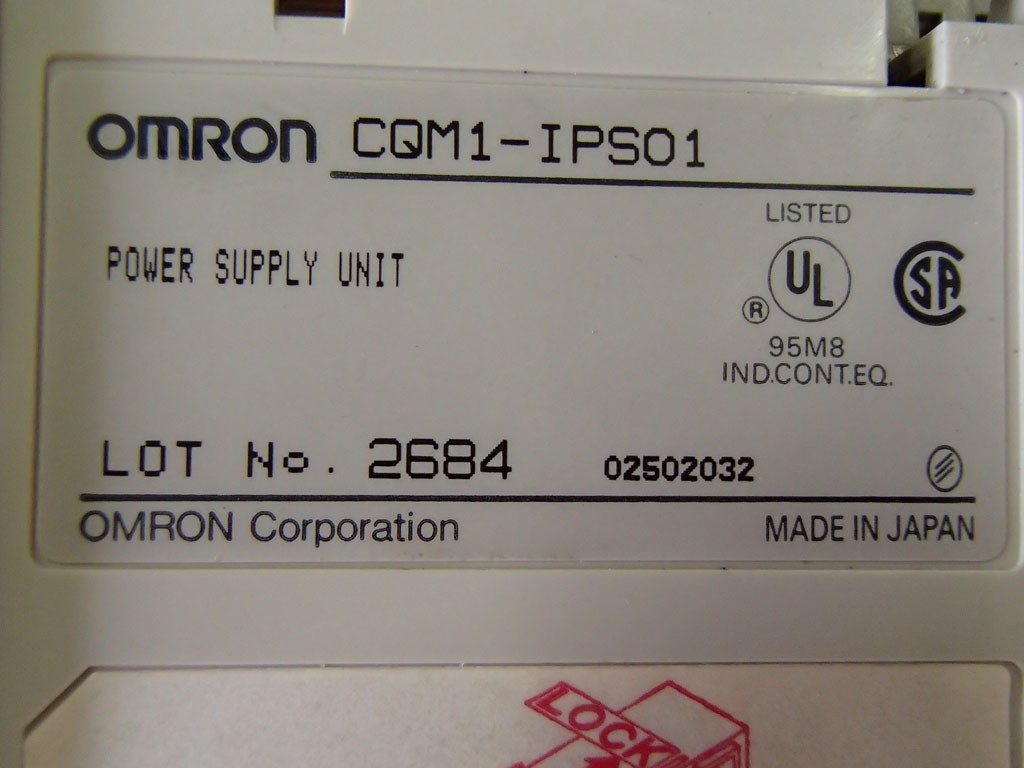 OMRON CQM1-IPS01
LISTED
UL
®
SA
POWER SUPPLY UNIT
95M8
IND.CONT.EQ.
LOT No. 2684 02502032
OMRON Corporation MADE IN JAPAN
LOCK